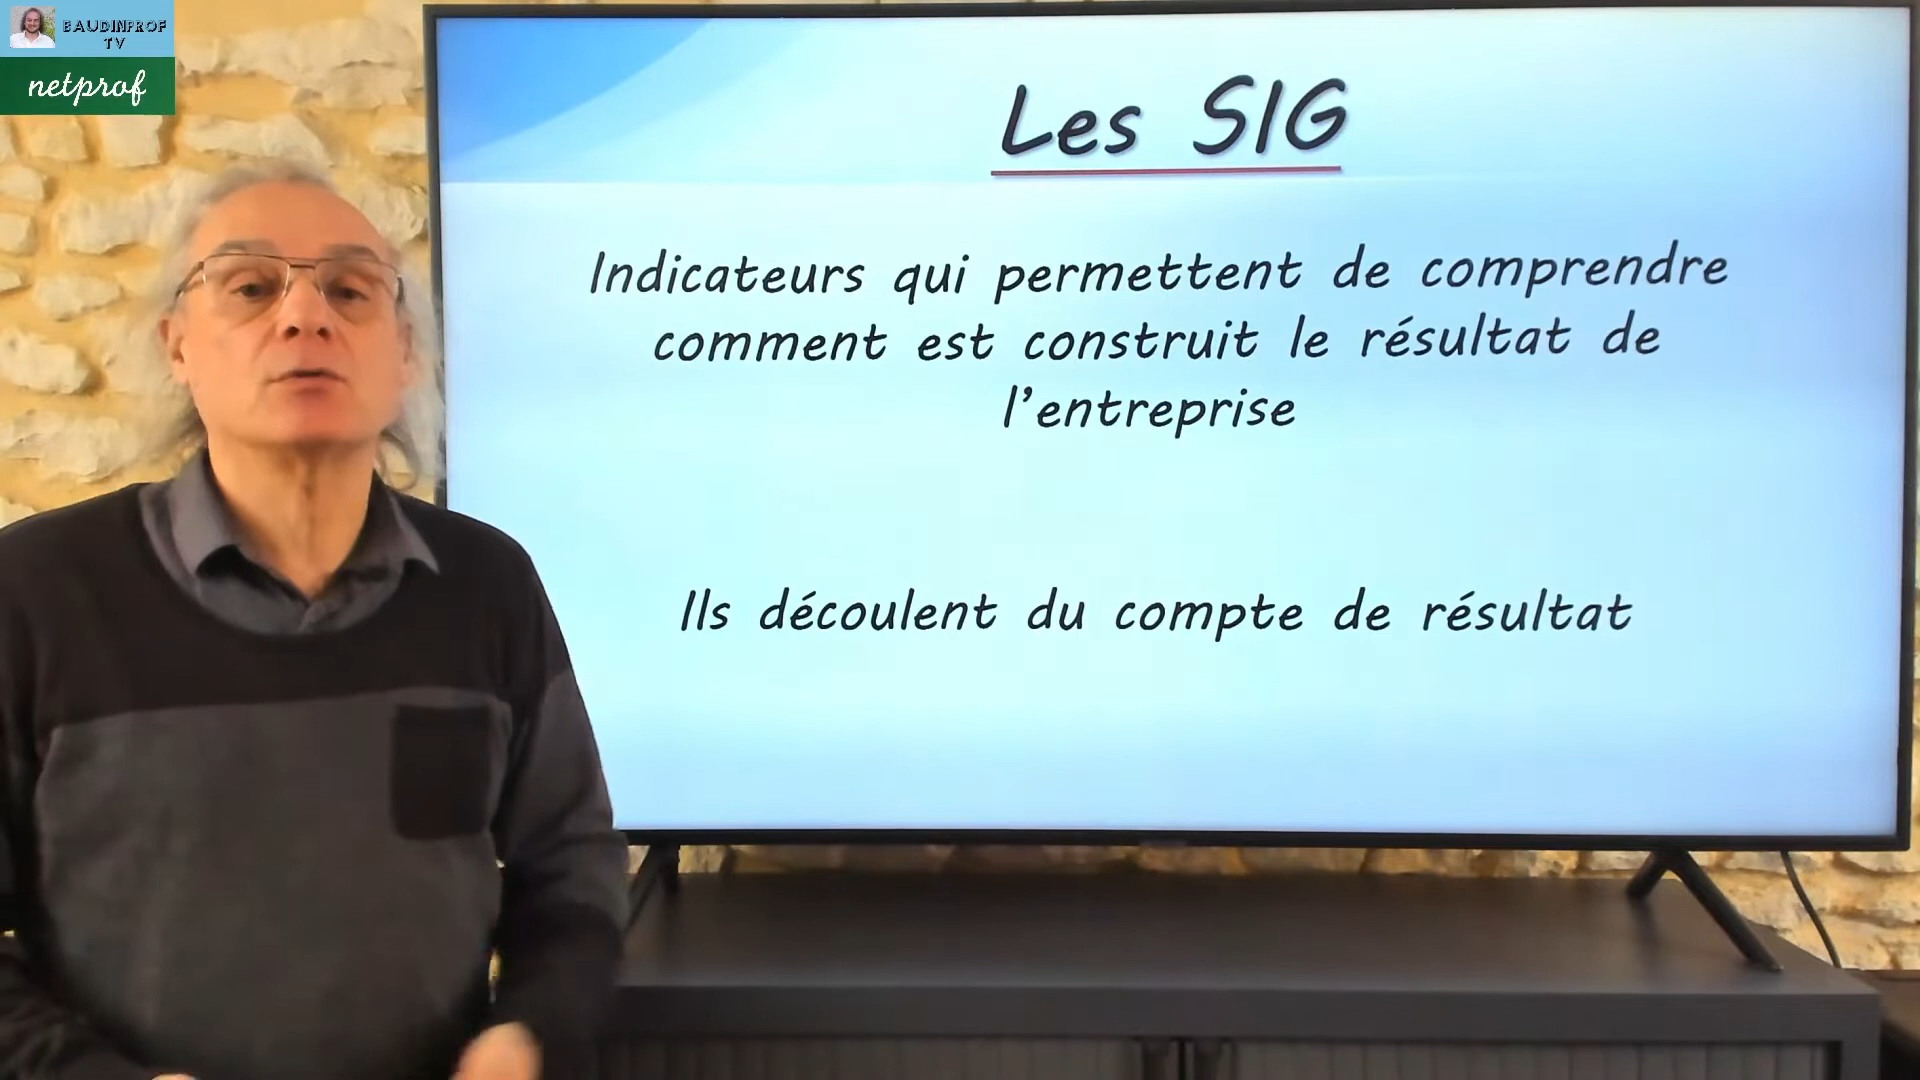 BAUDINPROF
TV
netprof
Les SIG
Indicateurs qui permettent de comprendre
comment est construit le résultat de
l'entreprise
Ils découlent du compte de résultat